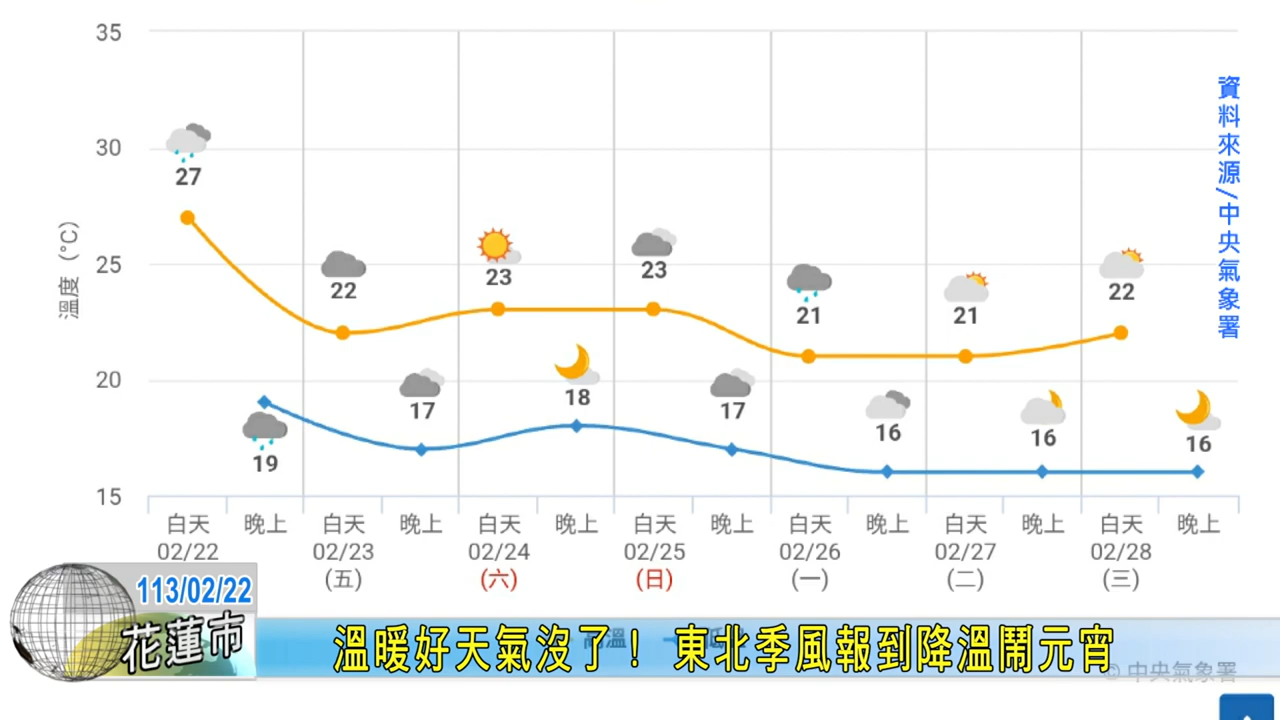 35
30
25
20
15
溫度 (°C)
資料來源/中央氣象署
27
22
23
23
21
21
22
19
17
18
17
16
16
16
白天 晚上 白天 晚上 白天 晚上 白天 晚上 白天 晚上 白天 晚上 白天 晚上
02/22 02/23 02/24 02/25 02/26 02/27 02/28
(五) (六) (日) (一) (二) (三)
113/02/22
花蓮市
高溫
溫暖好天氣沒了! 東北季風報到降溫鬧元宵
© 中央氣象署